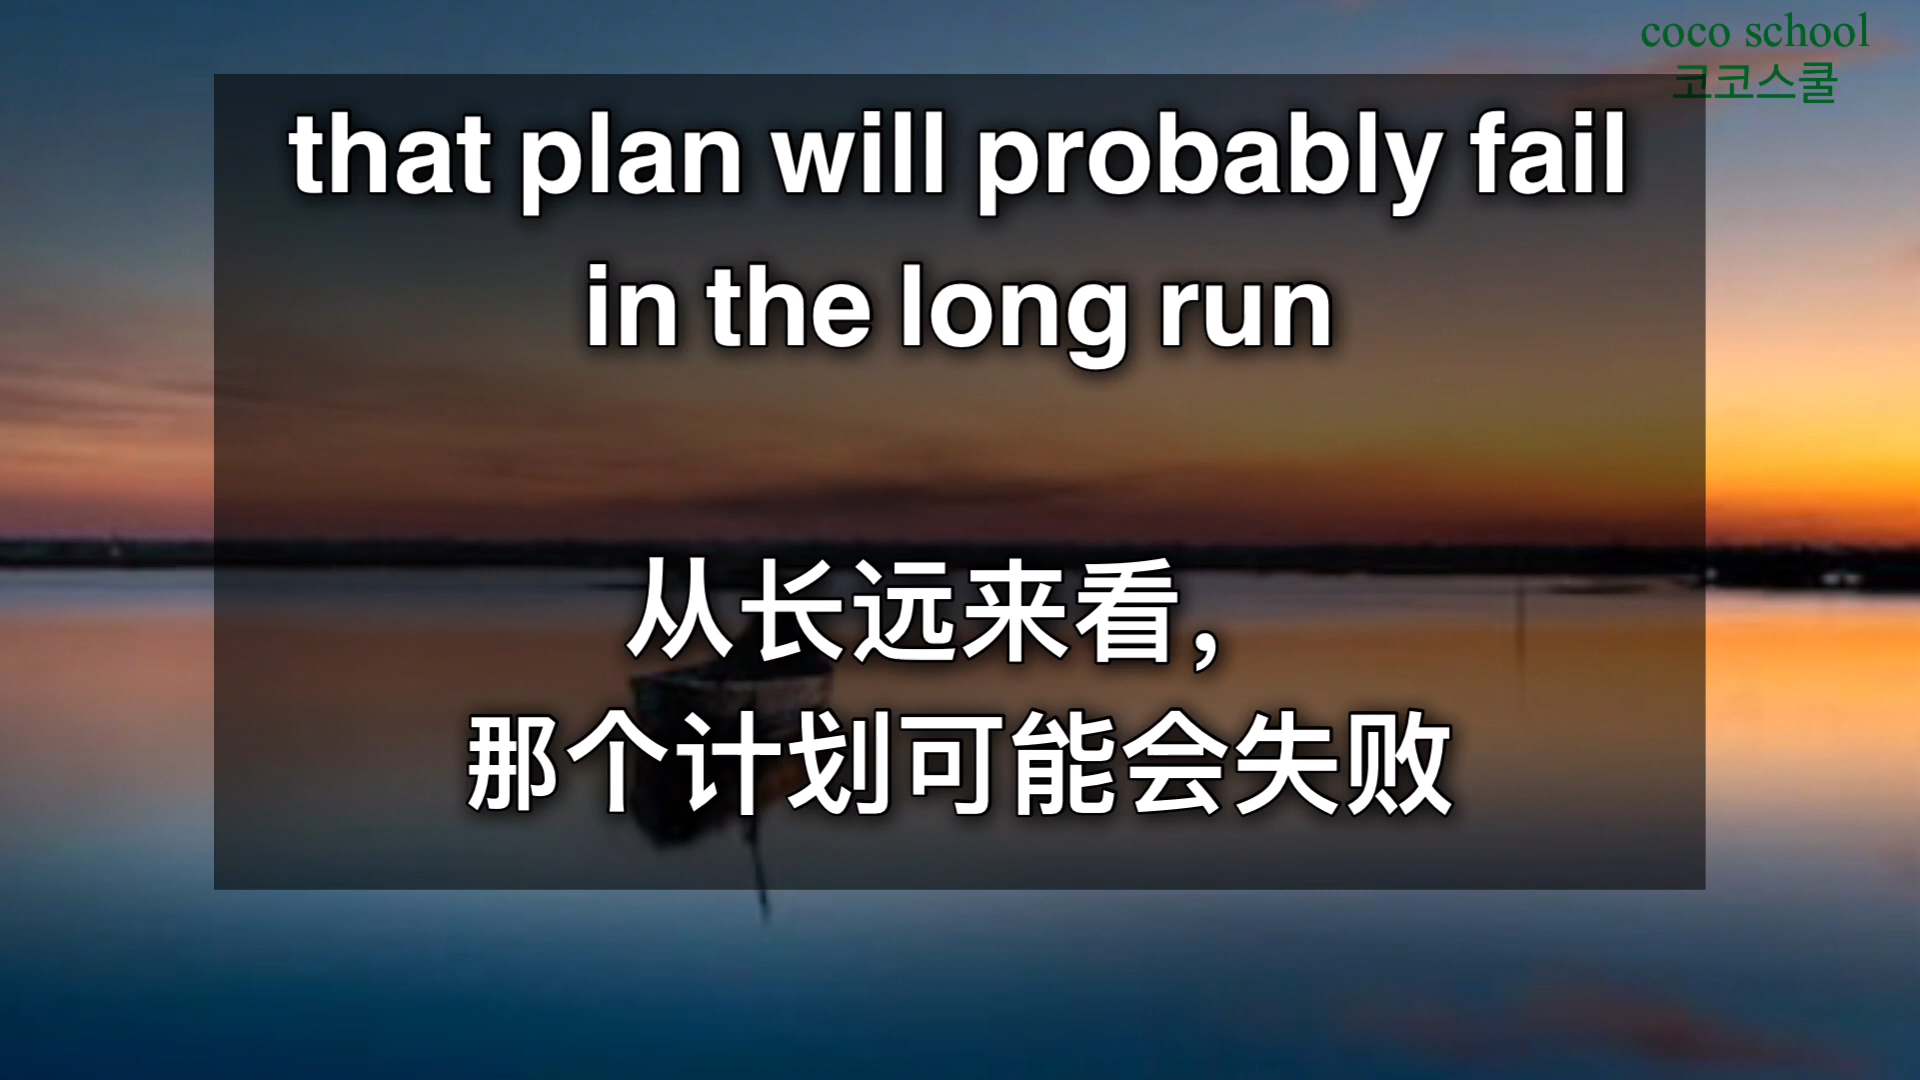 coco school
코코스쿨
that plan will probably fail
in the long run
从长远来看，
那个计划可能会失败